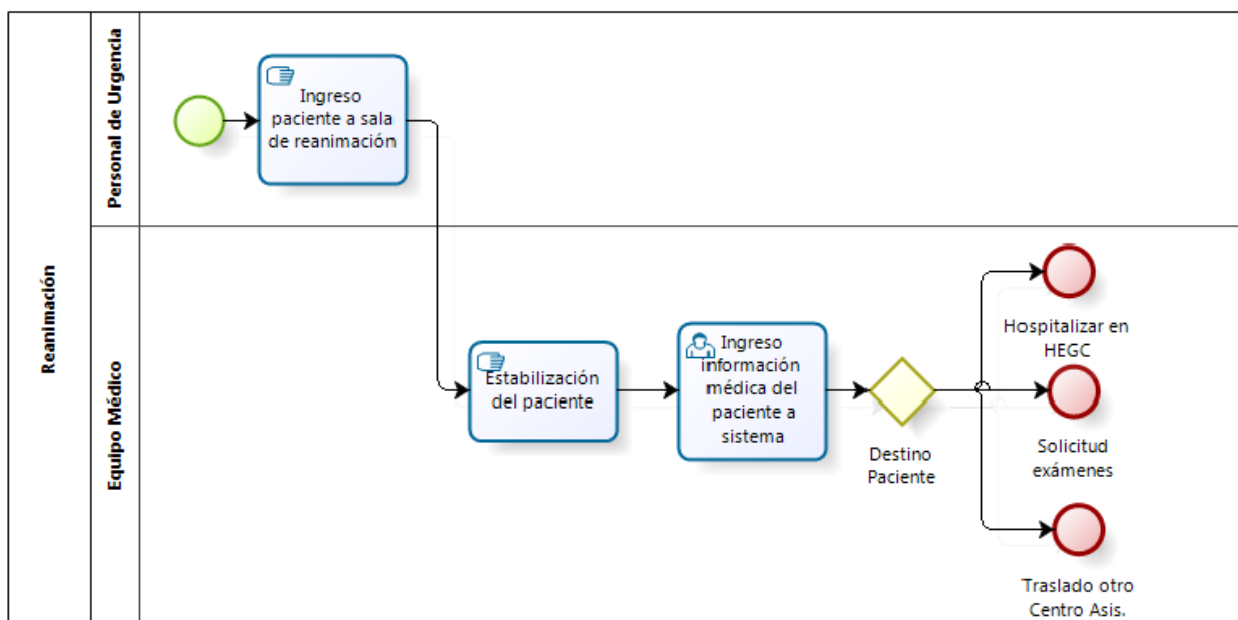 Reanimación
Personal de Urgencia
Ingreso
paciente a sala
de reanimación
Equipo Médico
Estabilización
del paciente
Ingreso
información
médica del
paciente a
sistema
Destino
Paciente
Hospitalizar en
HEGC
Solicitud
exámenes
Traslado otro
Centro Asis.